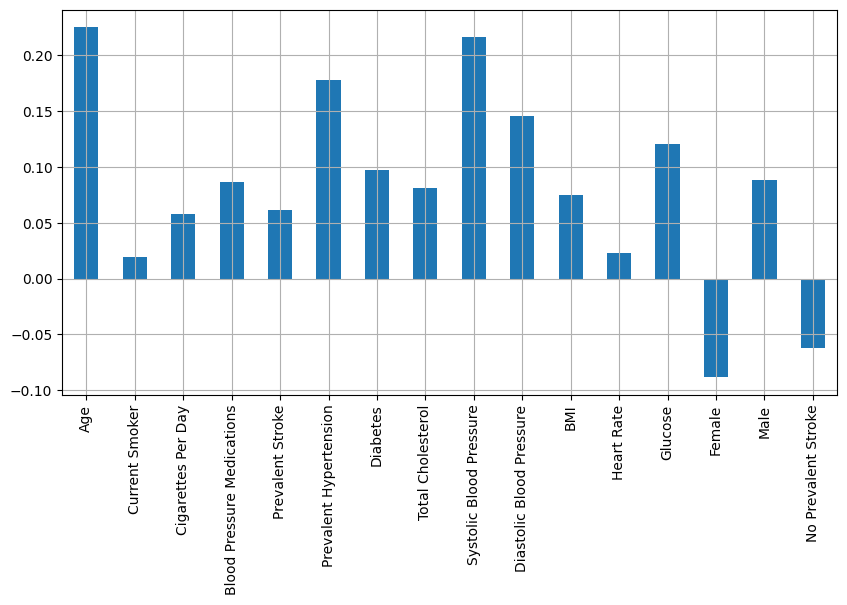 0.20
0.15
0.10
0.05
0.00
−0.05
−0.10
Age
Current Smoker
Cigarettes Per Day
Blood Pressure Medications
Prevalent Stroke
Prevalent Hypertension
Diabetes
Total Cholesterol
Systolic Blood Pressure
Diastolic Blood Pressure
BMI
Heart Rate
Glucose
Female
Male
No Prevalent Stroke